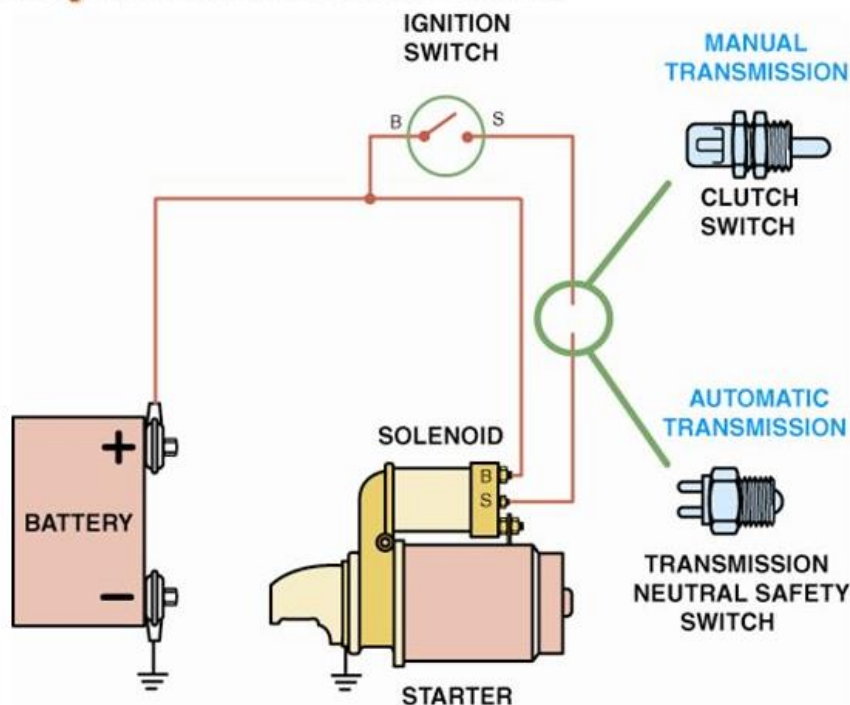 IGNITION
SWITCH
B
S
MANUAL
TRANSMISSION
CLUTCH
SWITCH
AUTOMATIC
TRANSMISSION
SOLENOID
B
S
+
BATTERY
−
TRANSMISSION
NEUTRAL SAFETY
SWITCH
STARTER